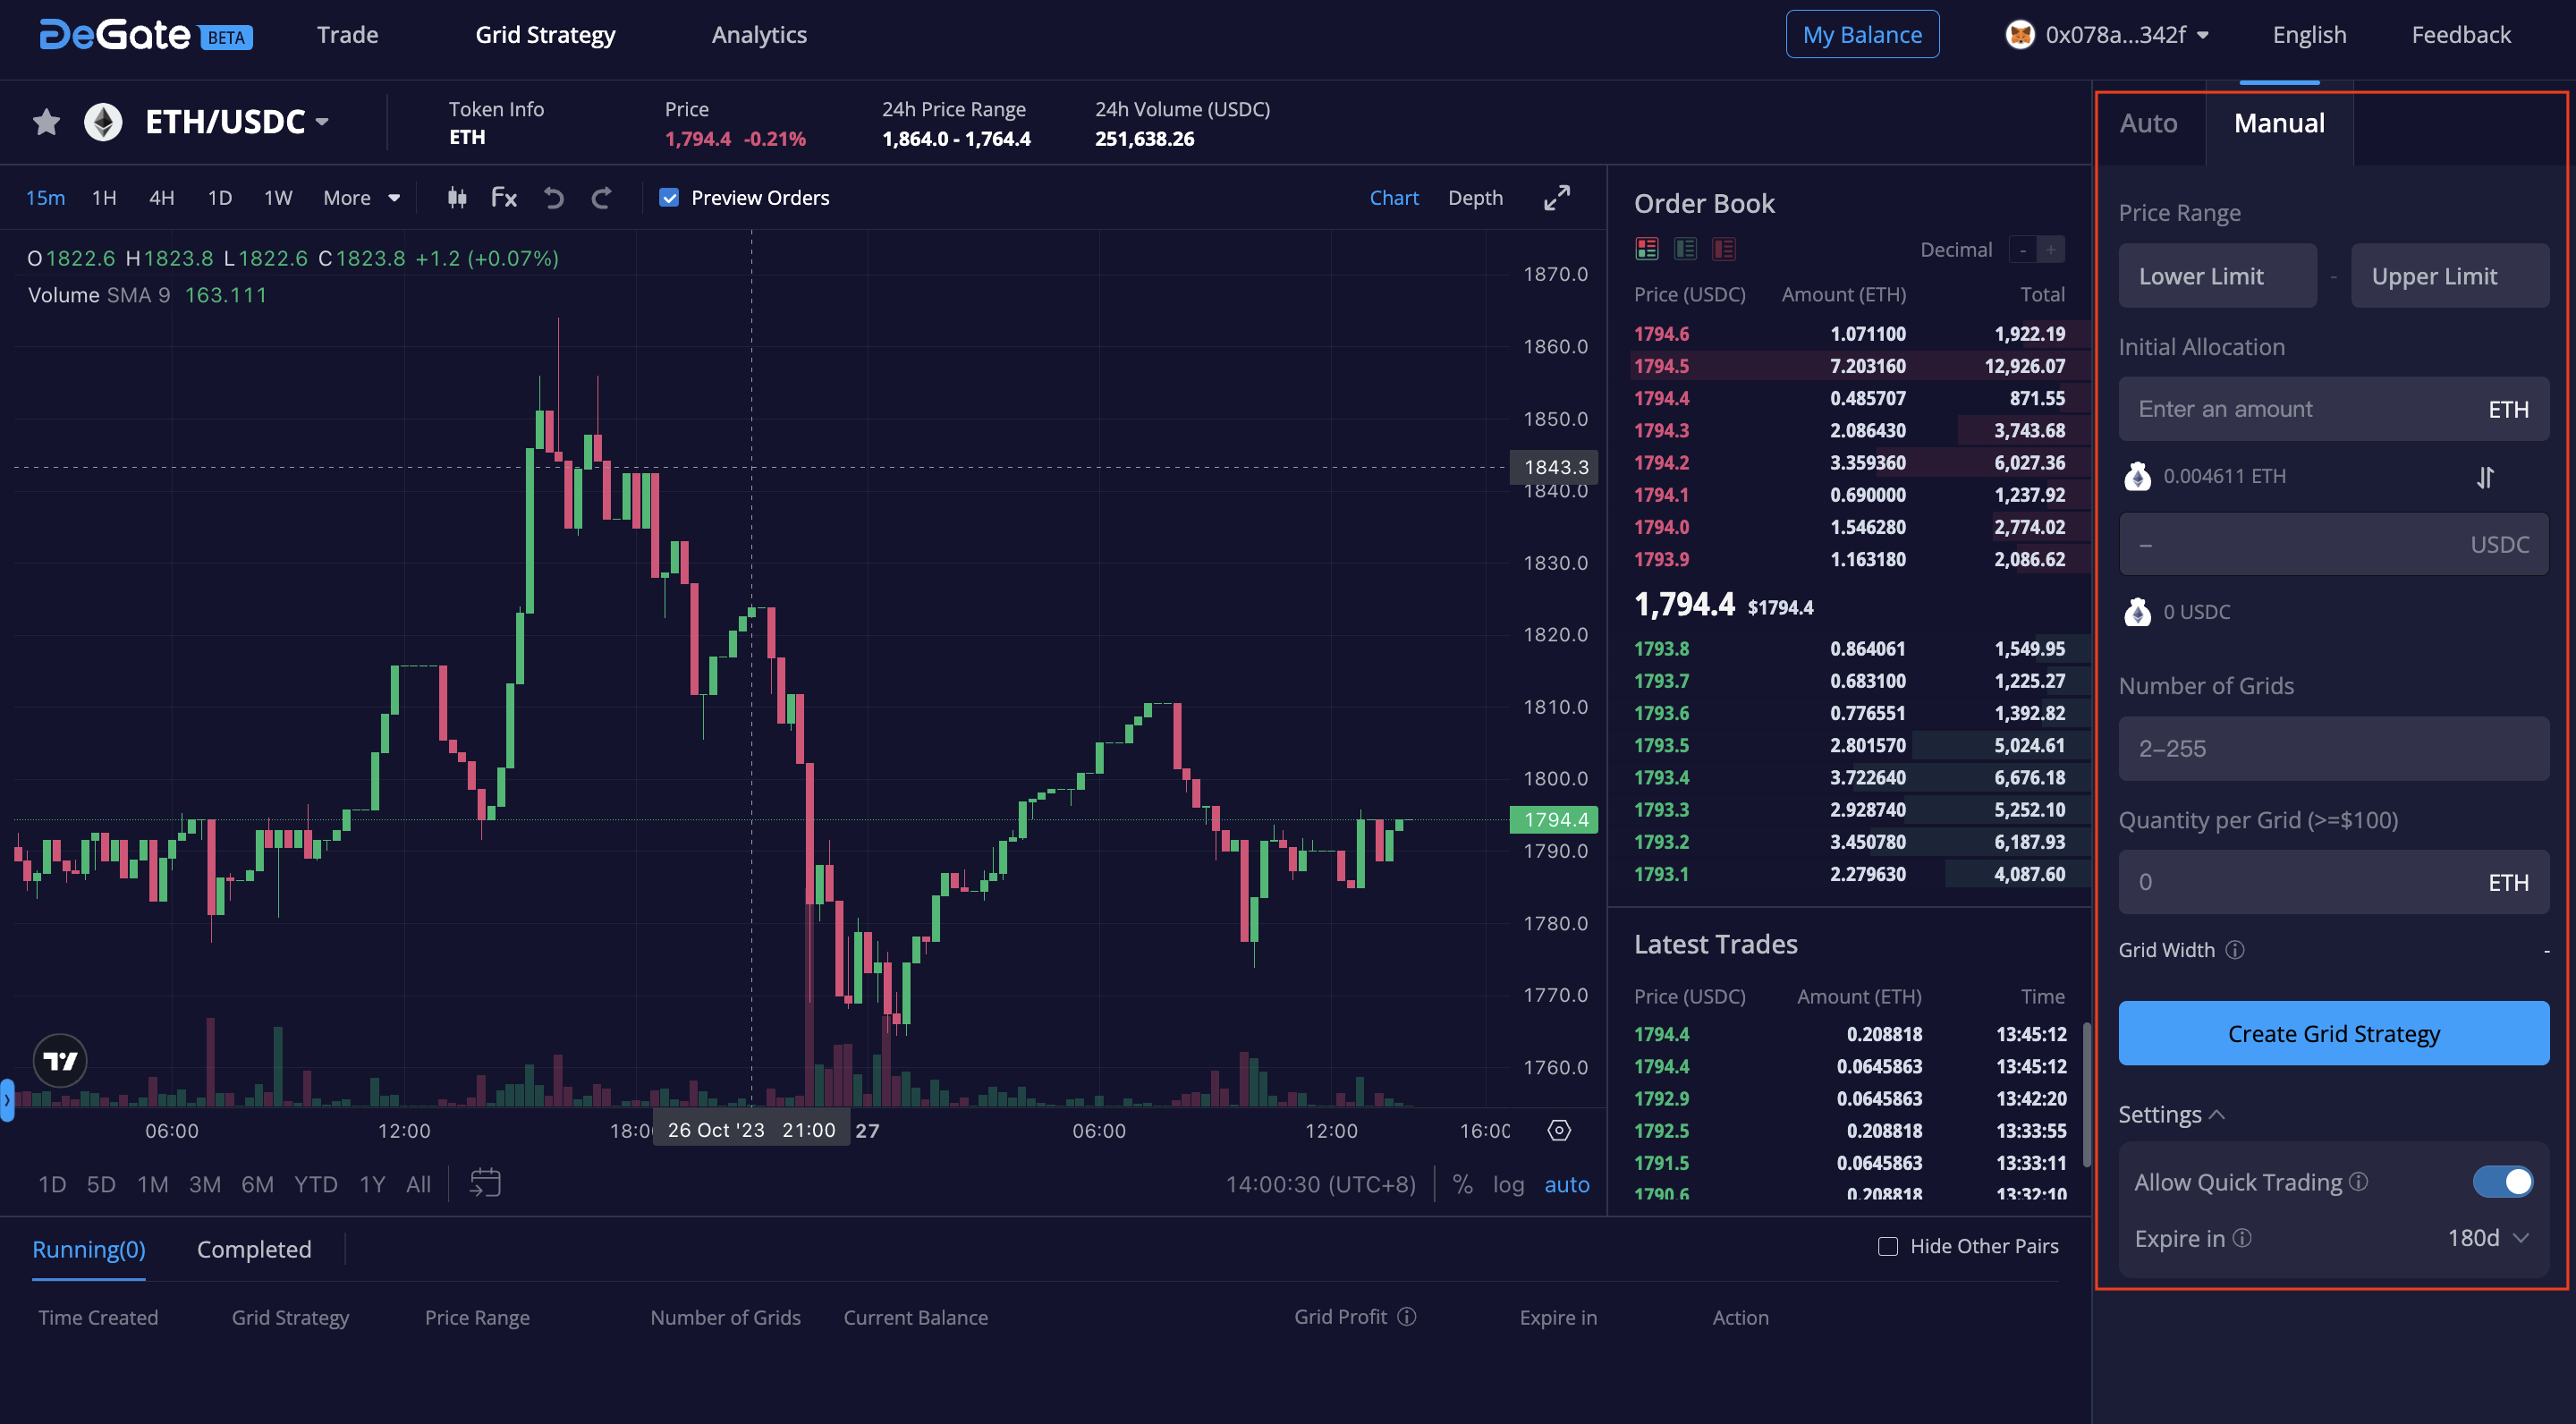 DeGate BETA Trade Grid Strategy Analytics My Balance 0x078a...342f English Feedback
ETH/USDC
Token Info
ETH
Price
1,794.4 -0.21%
24h Price Range
1,864.0 - 1,764.4
24h Volume (USDC)
251,638.26
15m 1H 4H 1D 1W More Fx Preview Orders Chart Depth
O1822.6 H1823.8 L1822.6 C1823.8 +1.2 (+0.07%)
Volume SMA 9 163.111
1870.0
1860.0
1850.0
1843.3
1840.0
1830.0
1820.0
1810.0
1800.0
1794.4
1790.0
1780.0
1770.0
1760.0
06:00 12:00 26 Oct '23 21:00 27 06:00 12:00
1D 5D 1M 3M 6M YTD 1Y All 14:00:30 (UTC+8) % log auto
Order Book
Decimal - +
Price (USDC) Amount (ETH) Total
1794.6 1.071100 1,922.19
1794.5 7.203160 12,926.07
1794.4 0.485707 871.55
1794.3 2.086430 3,743.68
1794.2 3.359360 6,027.36
1794.1 0.690000 1,237.92
1794.0 1.546280 2,774.02
1793.9 1.163180 2,086.62
1,794.4 $1794.4
1793.8 0.864061 1,549.95
1793.7 0.683100 1,225.27
1793.6 0.776551 1,392.82
1793.5 2.801570 5,024.61
1793.4 3.722640 6,676.18
1793.3 2.928740 5,252.10
1793.2 3.450780 6,187.93
1793.1 2.279630 4,087.60
Latest Trades
Price (USDC) Amount (ETH) Time
1794.4 0.208818 13:45:12
1794.4 0.0645863 13:45:12
1792.9 0.0645863 13:42:20
1792.5 0.208818 13:33:55
1791.5 0.0645863 13:33:11
1790.6 0.208818 13:32:10
Auto Manual
Price Range
Lower Limit - Upper Limit
Initial Allocation
Enter an amount ETH
0.004611 ETH
– USDC
0 USDC
Number of Grids
2–255
Quantity per Grid (>=$100)
0 ETH
Grid Width -
Create Grid Strategy
Settings
Allow Quick Trading
Expire in 180d
Running(0) Completed Hide Other Pairs
Time Created Grid Strategy Price Range Number of Grids Current Balance Grid Profit Expire in Action